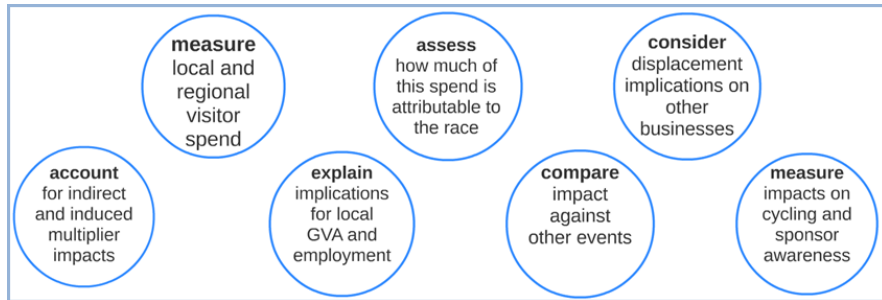 measure
local and
regional
visitor
spend
assess
how much of
this spend is
attributable to
the race
consider
displacement
implications on
other
businesses
account
for indirect
and induced
multiplier
impacts
explain
implications
for local
GVA and
employment
compare
impact
against
other events
measure
impacts on
cycling and
sponsor
awareness